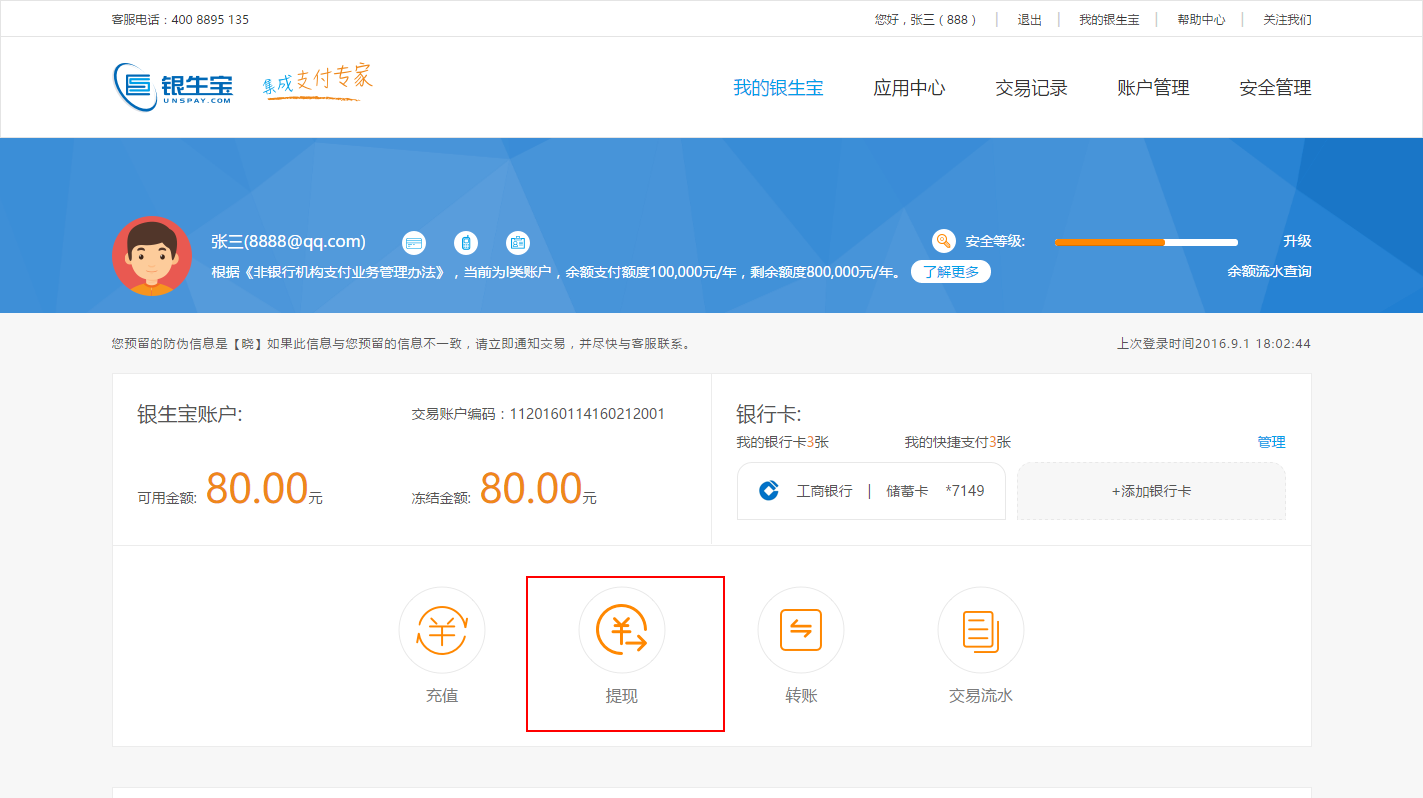 客服电话：400 8895 135
您好，张三（888） | 退出 | 我的银生宝 | 帮助中心 | 关注我们
银生宝
UNSPAY.COM
集成支付专家
我的银生宝 应用中心 交易记录 账户管理 安全管理
张三(8888@qq.com)
安全等级: 升级
根据《非银行机构支付业务管理办法》，当前为I类账户，余额支付额度100,000元/年，剩余额度800,000元/年。 了解更多
余额流水查询
您预留的防伪信息是【晓】如果此信息与您预留的信息不一致，请立即通知交易，并尽快与客服联系。
上次登录时间2016.9.1 18:02:44
银生宝账户:
交易账户编码：1120160114160212001
可用金额: 80.00元
冻结金额: 80.00元
银行卡:
我的银行卡3张 我的快捷支付3张 管理
工商银行 | 储蓄卡 *7149
+添加银行卡
充值 提现 转账 交易流水